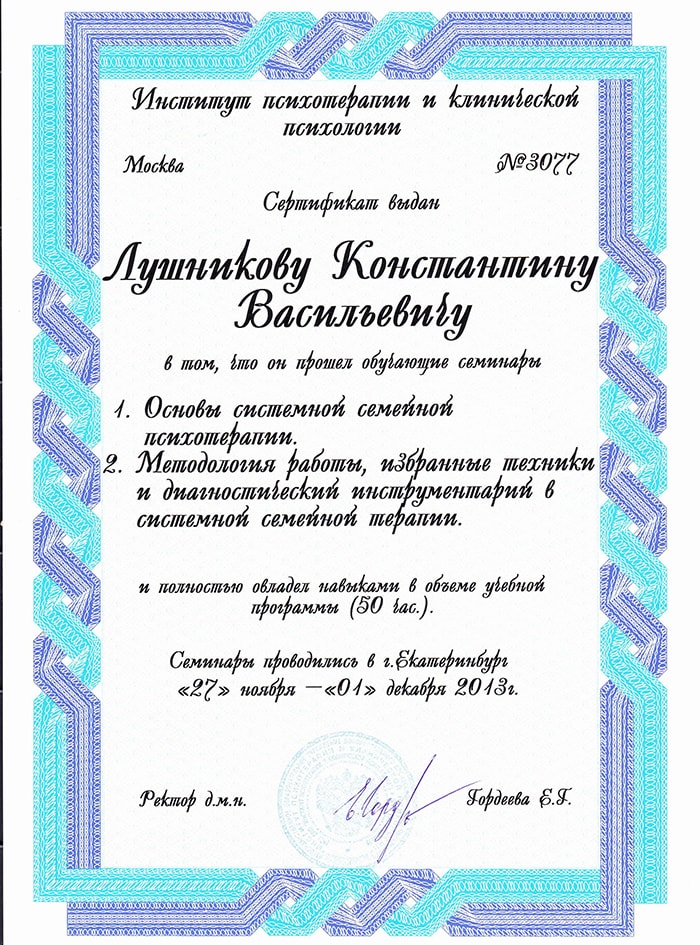 Институт психотерапии и клинической
психологии
Москва №3077
Сертификат выдан
Лушникову Константину
Васильевичу
в том, что он прошел обучающие семинары
1. Основы системной семейной
психотерапии.
2. Методология работы, избранные техники
и диагностический инструментарий в
системной семейной терапии.
и полностью овладел навыками в объеме учебной
программы (50 час.).
Семинары проводились в г.Екатеринбург
«27» ноября –«01» декабря 2013г.
Ректор д.м.н. Гордеева Е.Г.